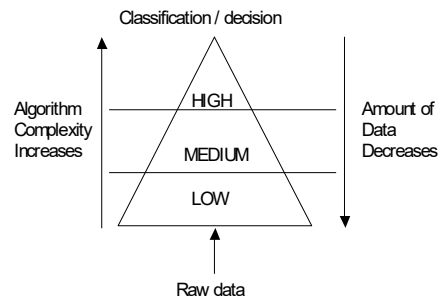 Classification / decision
Algorithm
Complexity
Increases
HIGH
MEDIUM
LOW
Amount of
Data
Decreases
Raw data